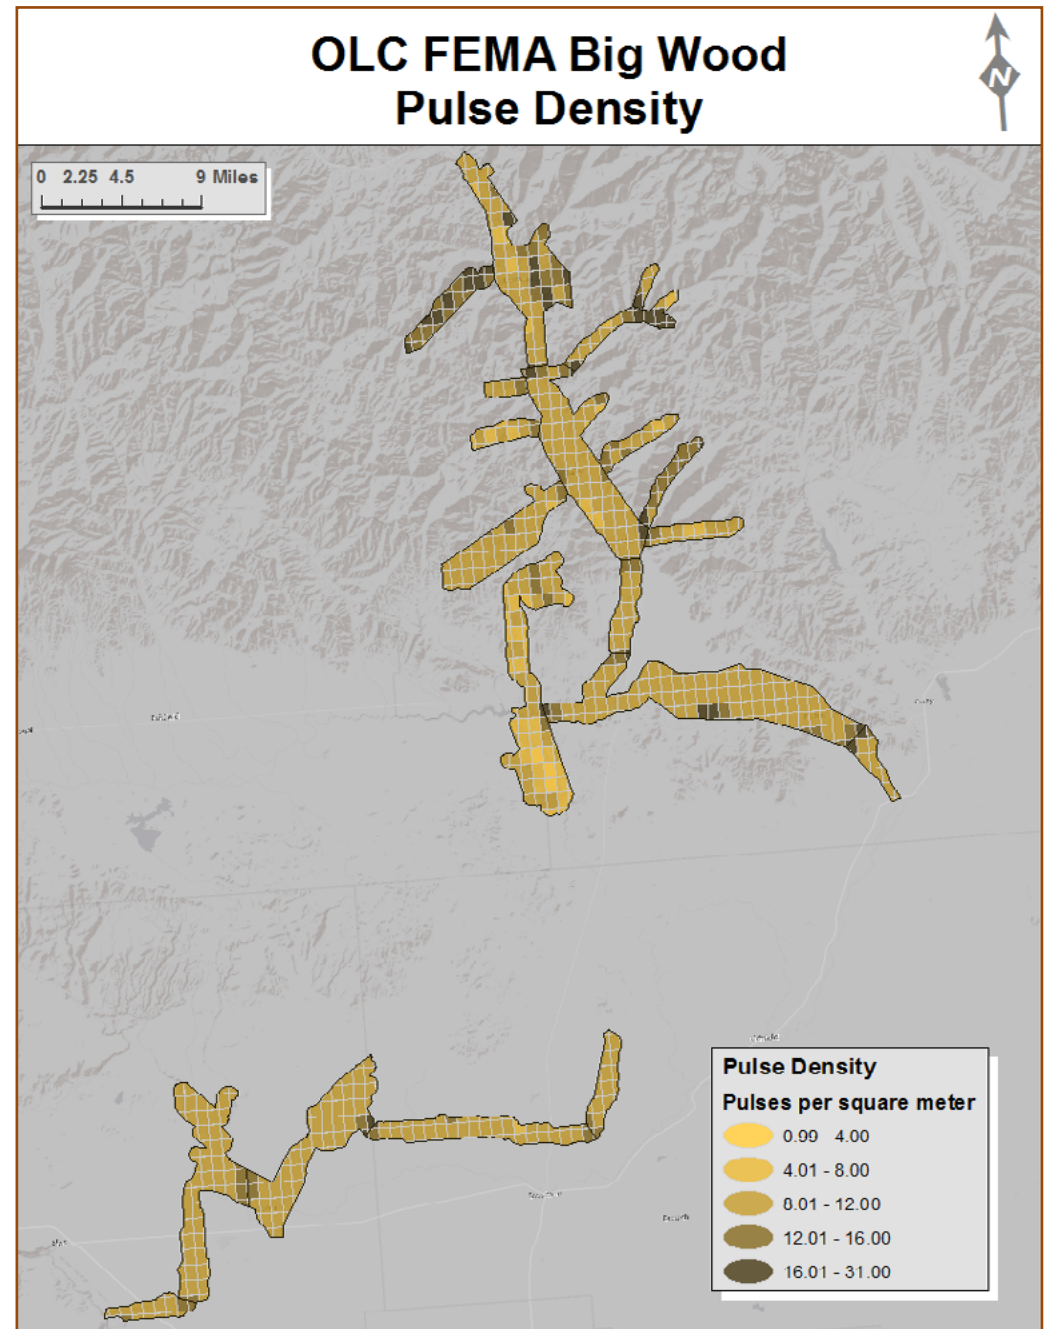 OLC FEMA Big Wood
Pulse Density
N
0 2.25 4.5 9 Miles
Pulse Density
Pulses per square meter
0.99 4.00
4.01 - 8.00
8.01 - 12.00
12.01 - 16.00
16.01 - 31.00